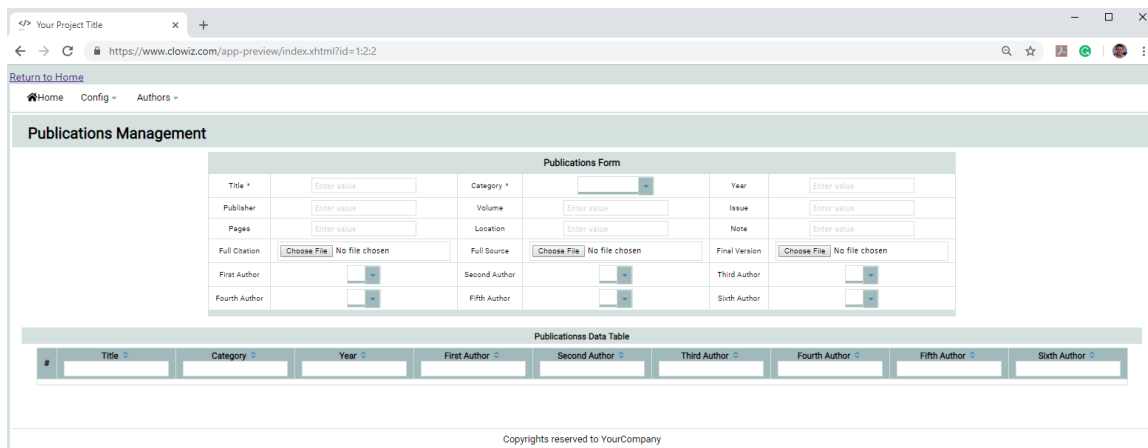 </> Your Project Title
https://www.clowiz.com/app-preview/index.xhtml?id=1:2:2
Return to Home
Home Config Authors
Publications Management
Publications Form
Title * Enter value Category * Year Enter value
Publisher Enter value Volume Enter value Issue Enter value
Pages Enter value Location Enter value Note Enter value
Full Citation Choose File No file chosen Full Source Choose File No file chosen Final Version Choose File No file chosen
First Author Second Author Third Author
Fourth Author Fifth Author Sixth Author
Publicationss Data Table
# Title Category Year First Author Second Author Third Author Fourth Author Fifth Author Sixth Author
Copyrights reserved to YourCompany